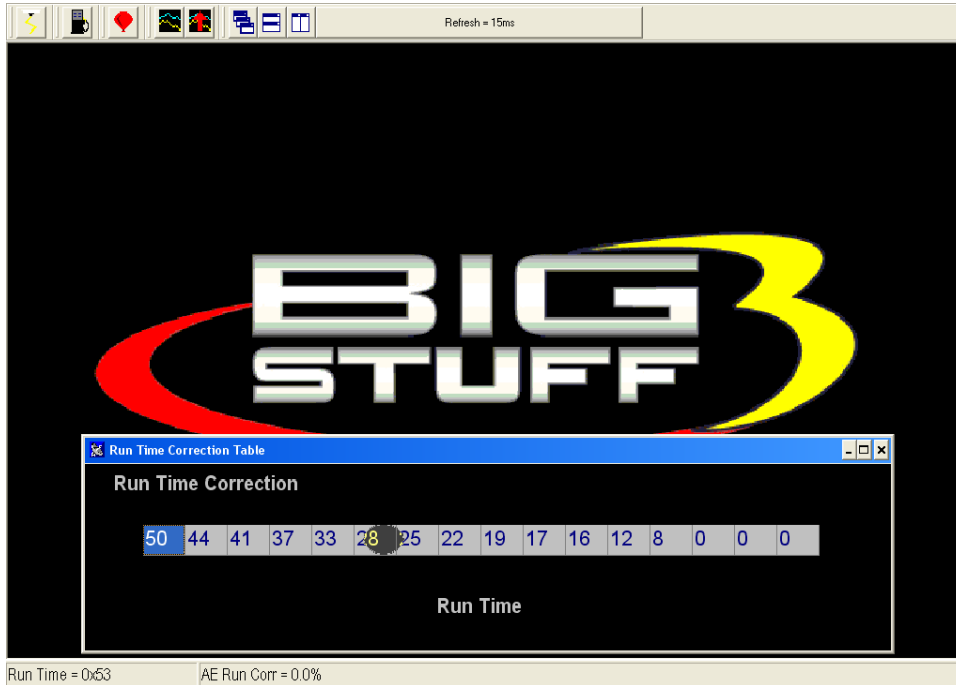 Refresh = 15ms
BIG 3
STUFF
Run Time Correction Table
Run Time Correction
50 44 41 37 33 28 25 22 19 17 16 12 8 0 0 0
Run Time
Run Time = 0x53 AE Run Corr = 0.0%